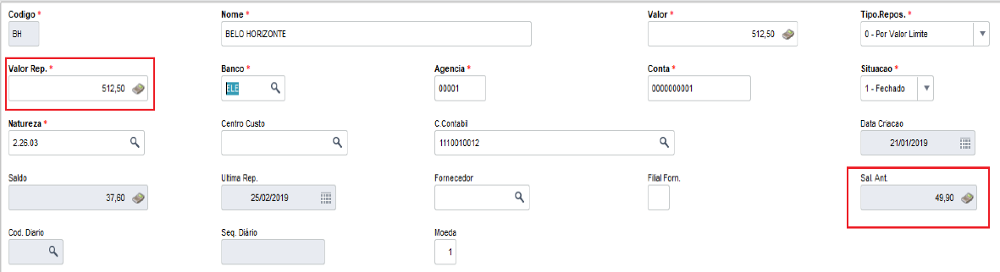 Codigo * Nome * Valor * Tipo.Repos. *
BH BELO HORIZONTE 512,50 0 - Por Valor Limite
Valor Rep. * Banco * Agencia * Conta * Situacao *
512,50 ELE 00001 0000000001 1 - Fechado
Natureza * Centro Custo C.Contabil Data Criacao
2.26.03 1110010012 21/01/2019
Saldo Ultima Rep. Fornecedor Filial Forn. Sal. Ant.
37,60 25/02/2019 49,90
Cod. Diario Seq. Diário Moeda
1